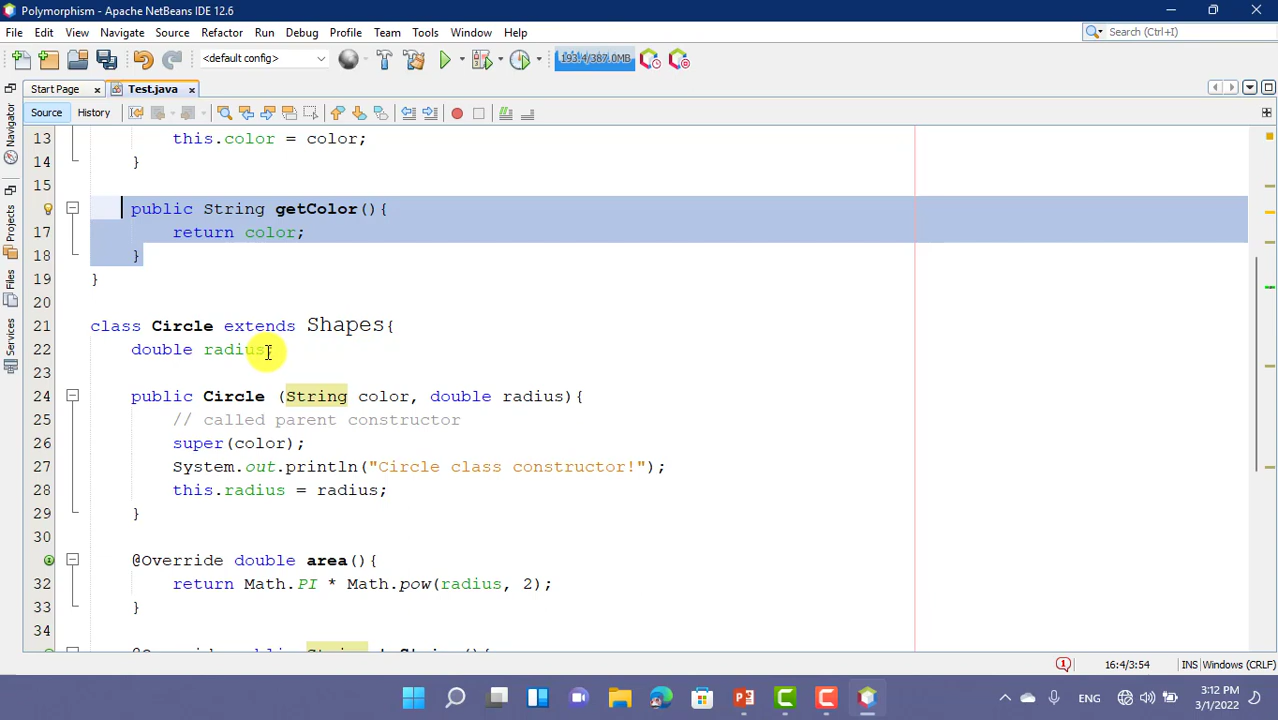 Polymorphism - Apache NetBeans IDE 12.6
File Edit View Navigate Source Refactor Run Debug Profile Team Tools Window Help
Search (Ctrl+I)
<default config>
193.4/387.0MB
Start Page
Test.java
Source History
Navigator
Projects
Files
Services
13 this.color = color;
14 }
15
public String getColor(){
17 return color;
18 }
19 }
20
21 class Circle extends Shapes{
22 double radius;
23
24 public Circle (String color, double radius){
25 // called parent constructor
26 super(color);
27 System.out.println("Circle class constructor!");
28 this.radius = radius;
29 }
30
@Override double area(){
32 return Math.PI * Math.pow(radius, 2);
33 }
34
16:4/3:54 INS Windows (CRLF)
ENG
3:12 PM
3/1/2022